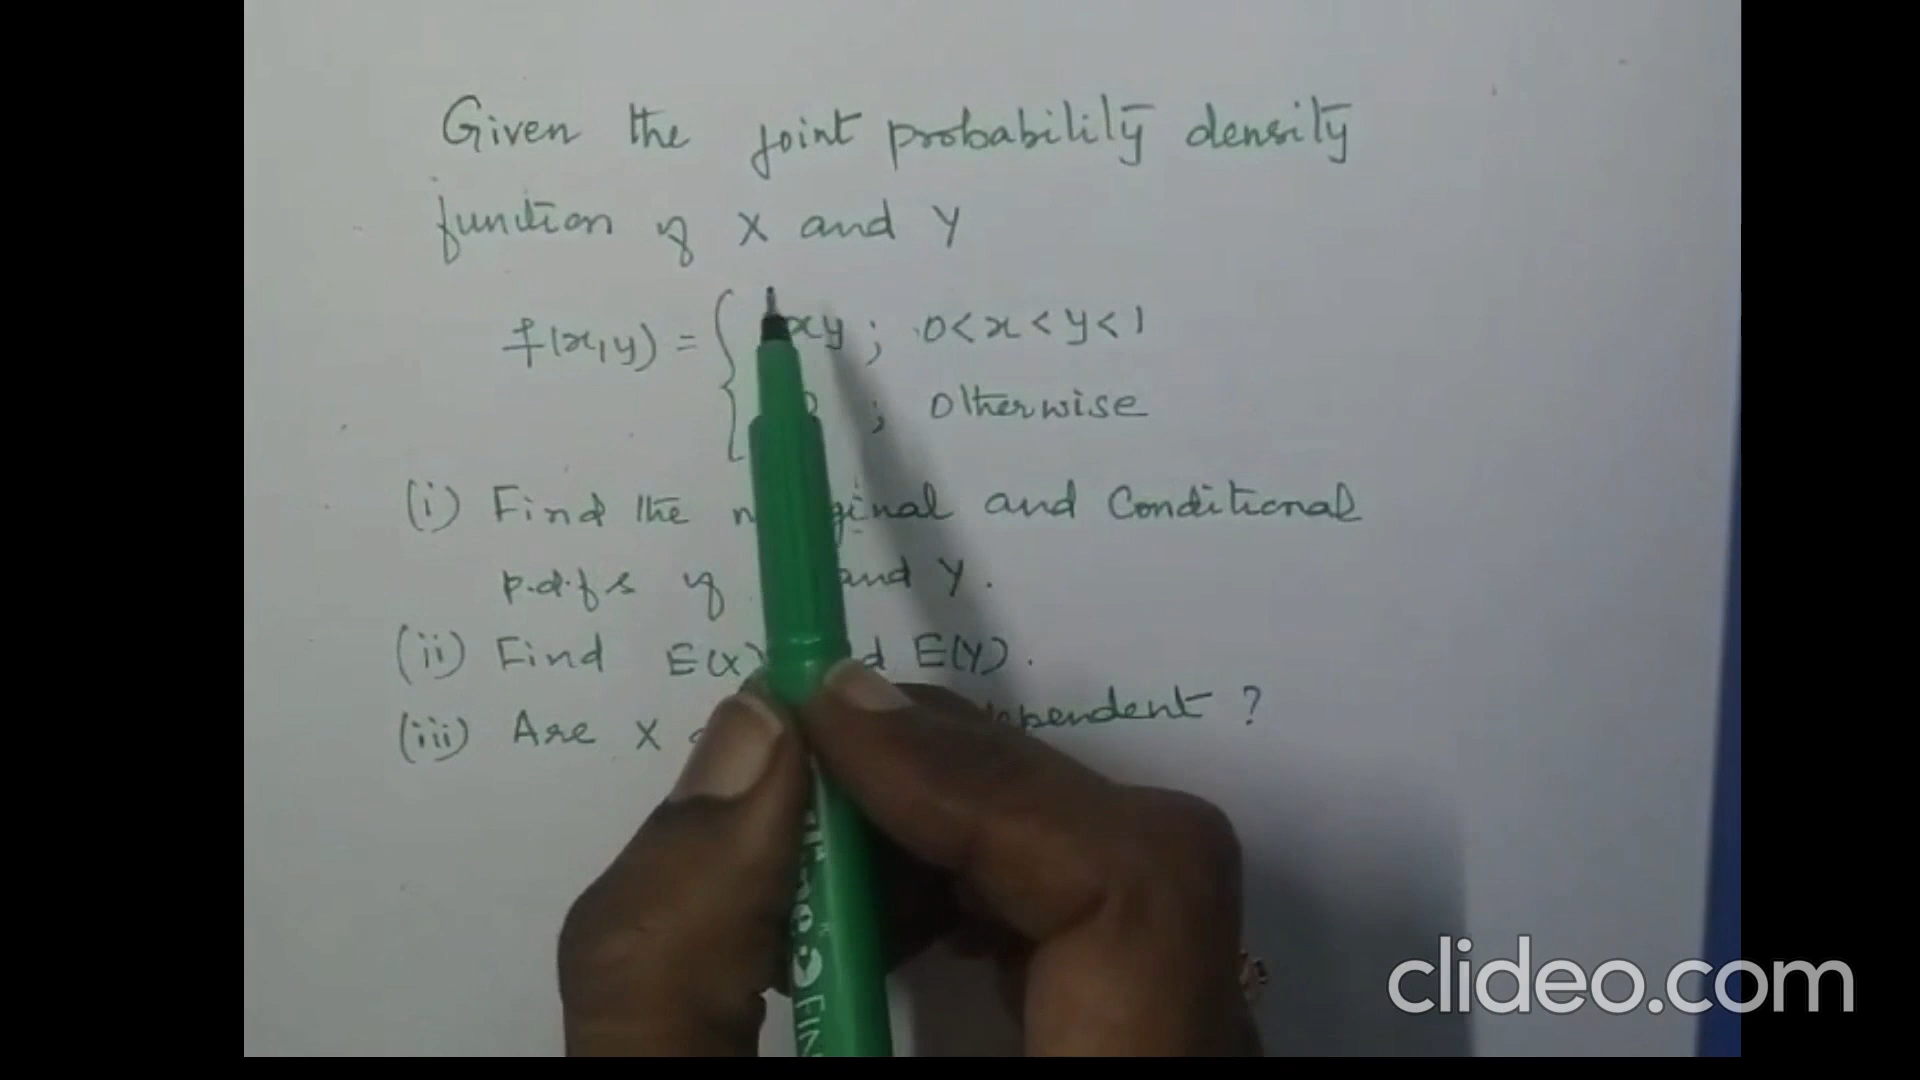 Given the joint probability density
function of X and Y
f(x,y) = { xy ; 0<x<y<1
0 ; Otherwise
(i) Find the and Conditional
p.d.f.s of and Y.
(ii) Find E(X) E(Y).
(iii) Are X ?
clideo.com